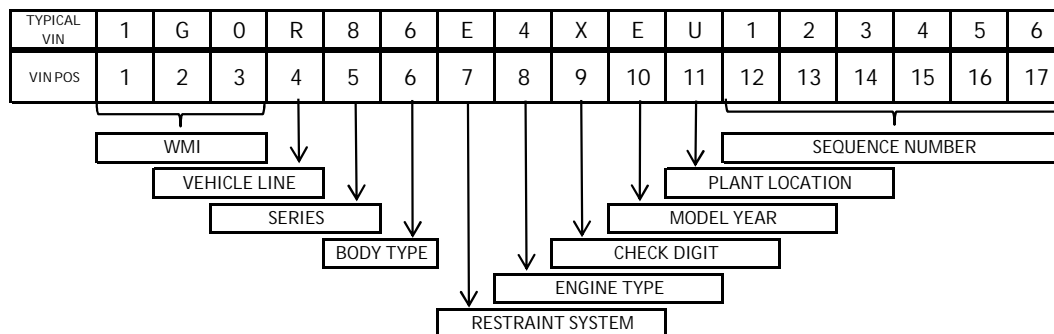 TYPICAL VIN 1 G 0 R 8 6 E 4 X E U 1 2 3 4 5 6
VIN POS 1 2 3 4 5 6 7 8 9 10 11 12 13 14 15 16 17
WMI SEQUENCE NUMBER
VEHICLE LINE PLANT LOCATION
SERIES MODEL YEAR
BODY TYPE CHECK DIGIT
ENGINE TYPE
RESTRAINT SYSTEM